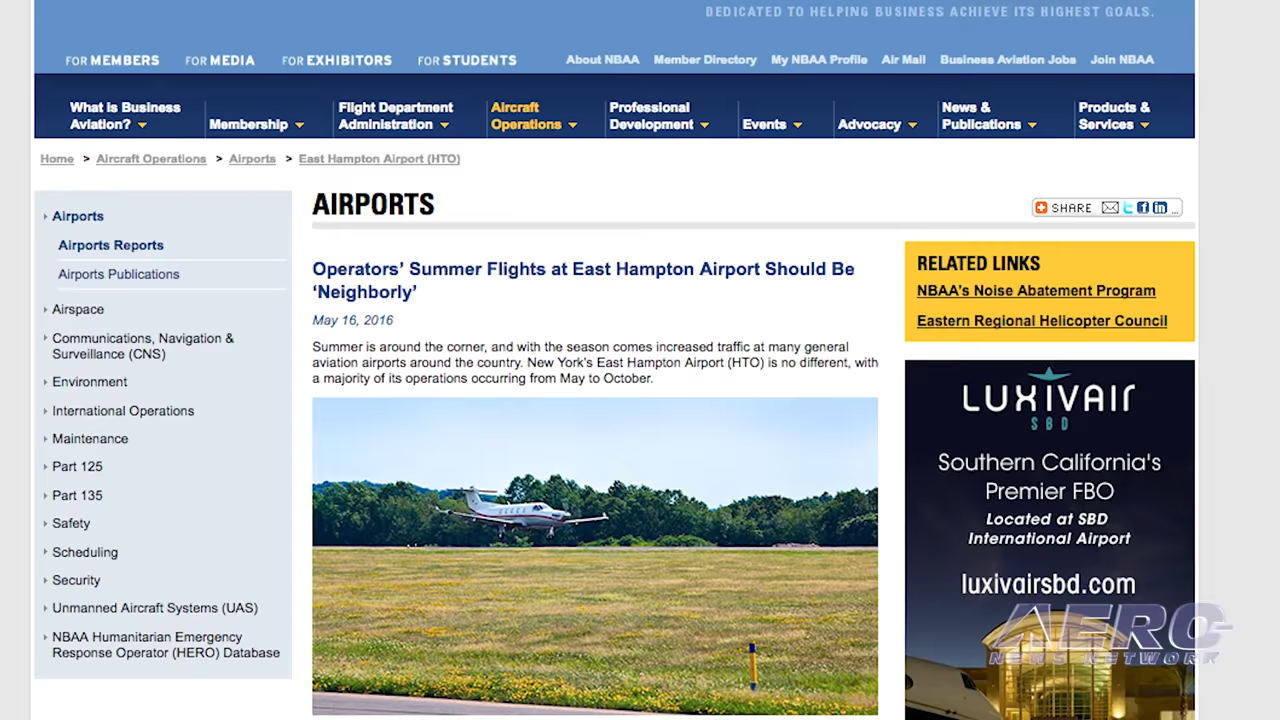 DEDICATED TO HELPING BUSINESS ACHIEVE ITS HIGHEST GOALS.
FOR MEMBERS FOR MEDIA FOR EXHIBITORS FOR STUDENTS About NBAA Member Directory My NBAA Profile Air Mail Business Aviation Jobs Join NBAA
What is Business Aviation?
Membership
Flight Department Administration
Aircraft Operations
Professional Development
Events
Advocacy
News & Publications
Products & Services
Home > Aircraft Operations > Airports > East Hampton Airport (HTO)
Airports
Airports Reports
Airports Publications
Airspace
Communications, Navigation &
Surveillance (CNS)
Environment
International Operations
Maintenance
Part 125
Part 135
Safety
Scheduling
Security
Unmanned Aircraft Systems (UAS)
NBAA Humanitarian Emergency
Response Operator (HERO) Database
AIRPORTS
SHARE
Operators’ Summer Flights at East Hampton Airport Should Be
‘Neighborly’
May 16, 2016
Summer is around the corner, and with the season comes increased traffic at many general
aviation airports around the country. New York’s East Hampton Airport (HTO) is no different, with
a majority of its operations occurring from May to October.
RELATED LINKS
NBAA’s Noise Abatement Program
Eastern Regional Helicopter Council
LUXIVAIR
SBD
Southern California's
Premier FBO
Located at SBD
International Airport
luxivairsbd.com
AERO
NEWS NETWORK